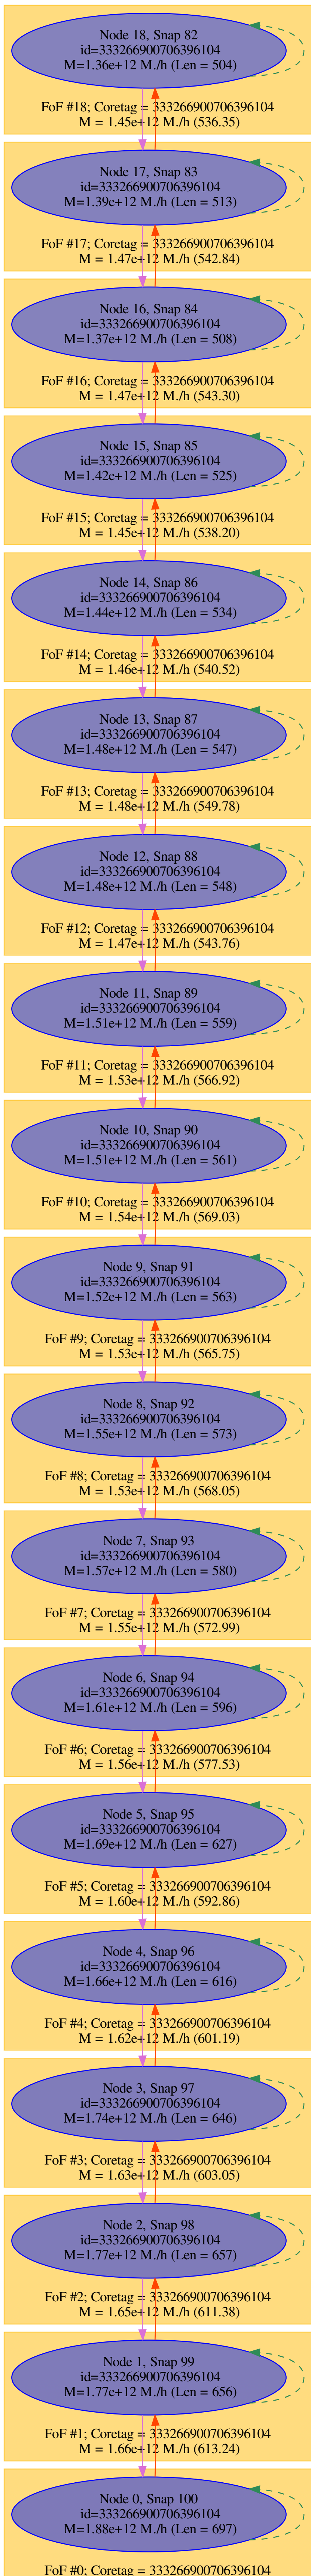 Node 18, Snap 82
id=333266900706396104
M=1.36e+12 M./h (Len = 504)
FoF #18; Coretag = 333266900706396104
M = 1.45e+12 M./h (536.35)
Node 17, Snap 83
id=333266900706396104
M=1.39e+12 M./h (Len = 513)
FoF #17; Coretag = 333266900706396104
M = 1.47e+12 M./h (542.84)
Node 16, Snap 84
id=333266900706396104
M=1.37e+12 M./h (Len = 508)
FoF #16; Coretag = 333266900706396104
M = 1.47e+12 M./h (543.30)
Node 15, Snap 85
id=333266900706396104
M=1.42e+12 M./h (Len = 525)
FoF #15; Coretag = 333266900706396104
M = 1.45e+12 M./h (538.20)
Node 14, Snap 86
id=333266900706396104
M=1.44e+12 M./h (Len = 534)
FoF #14; Coretag = 333266900706396104
M = 1.46e+12 M./h (540.52)
Node 13, Snap 87
id=333266900706396104
M=1.48e+12 M./h (Len = 547)
FoF #13; Coretag = 333266900706396104
M = 1.48e+12 M./h (549.78)
Node 12, Snap 88
id=333266900706396104
M=1.48e+12 M./h (Len = 548)
FoF #12; Coretag = 333266900706396104
M = 1.47e+12 M./h (543.76)
Node 11, Snap 89
id=333266900706396104
M=1.51e+12 M./h (Len = 559)
FoF #11; Coretag = 333266900706396104
M = 1.53e+12 M./h (566.92)
Node 10, Snap 90
id=333266900706396104
M=1.51e+12 M./h (Len = 561)
FoF #10; Coretag = 333266900706396104
M = 1.54e+12 M./h (569.03)
Node 9, Snap 91
id=333266900706396104
M=1.52e+12 M./h (Len = 563)
FoF #9; Coretag = 333266900706396104
M = 1.53e+12 M./h (565.75)
Node 8, Snap 92
id=333266900706396104
M=1.55e+12 M./h (Len = 573)
FoF #8; Coretag = 333266900706396104
M = 1.53e+12 M./h (568.05)
Node 7, Snap 93
id=333266900706396104
M=1.57e+12 M./h (Len = 580)
FoF #7; Coretag = 333266900706396104
M = 1.55e+12 M./h (572.99)
Node 6, Snap 94
id=333266900706396104
M=1.61e+12 M./h (Len = 596)
FoF #6; Coretag = 333266900706396104
M = 1.56e+12 M./h (577.53)
Node 5, Snap 95
id=333266900706396104
M=1.69e+12 M./h (Len = 627)
FoF #5; Coretag = 333266900706396104
M = 1.60e+12 M./h (592.86)
Node 4, Snap 96
id=333266900706396104
M=1.66e+12 M./h (Len = 616)
FoF #4; Coretag = 333266900706396104
M = 1.62e+12 M./h (601.19)
Node 3, Snap 97
id=333266900706396104
M=1.74e+12 M./h (Len = 646)
FoF #3; Coretag = 333266900706396104
M = 1.63e+12 M./h (603.05)
Node 2, Snap 98
id=333266900706396104
M=1.77e+12 M./h (Len = 657)
FoF #2; Coretag = 333266900706396104
M = 1.65e+12 M./h (611.38)
Node 1, Snap 99
id=333266900706396104
M=1.77e+12 M./h (Len = 656)
FoF #1; Coretag = 333266900706396104
M = 1.66e+12 M./h (613.24)
Node 0, Snap 100
id=333266900706396104
M=1.88e+12 M./h (Len = 697)
FoF #0; Coretag = 333266900706396104